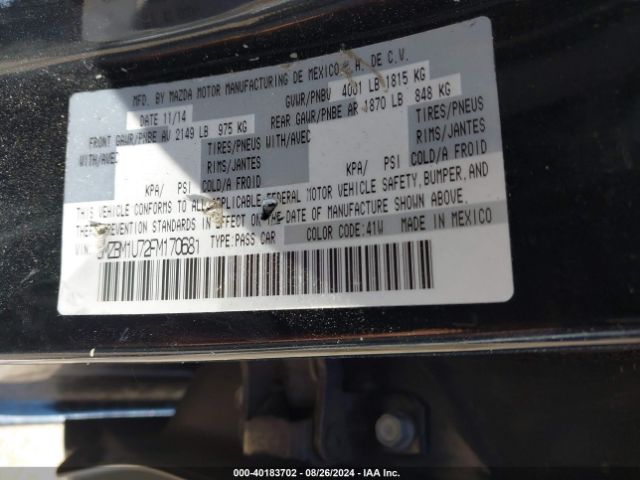 MFD. BY MAZDA MOTOR MANUFACTURING DE MEXICO S.A. DE C.V.
DATE 11/14 GVWR/PNBV 4001 LB 1815 KG
FRONT GAWR/PNBE AV 2149 LB 975 KG REAR GAWR/PNBE AR 1870 LB 848 KG
WITH/AVEC TIRES/PNEUS WITH/AVEC TIRES/PNEUS
RIMS/JANTES RIMS/JANTES
KPA/ PSI COLD/A FROID KPA/ PSI COLD/A FROID
THIS VEHICLE CONFORMS TO ALL APPLICABLE FEDERAL MOTOR VEHICLE SAFETY, BUMPER, AND
THEFT PREVENTION STANDARDS IN EFFECT ON THE DATE OF MANUFACTURE SHOWN ABOVE.
VIN: 3MZBM1U72FM170681 TYPE: PASS CAR COLOR CODE: 41W MADE IN MEXICO
000-40183702 - 08/26/2024 - IAA Inc.